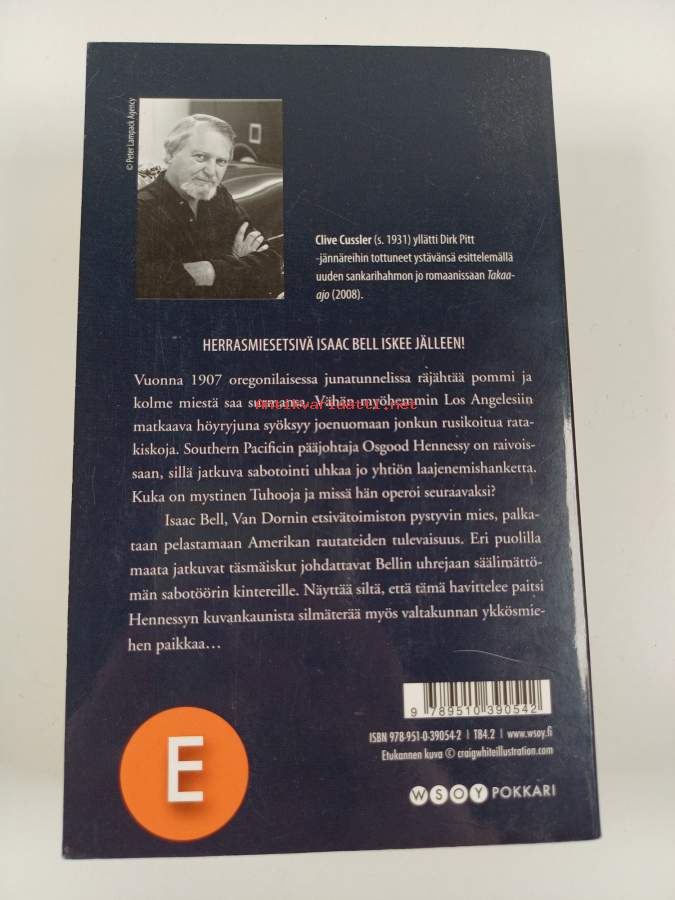 © Peter Lampack Agency
Clive Cussler (s. 1931) yllätti Dirk Pitt
-jännäreihin tottuneet ystävänsä esittelemällä
uuden sankarihahmon jo romaanissaan Takaa-
ajo (2008).
HERRASMIESETSIVÄ ISAAC BELL ISKEE JÄLLEEN!
Vuonna 1907 oregonilaisessa junatunnelissa räjähtää pommi ja
kolme miestä saa surmansa. Vähän myöhemmin Los Angelesiin
antikvariaatti.net
matkaava höyryjuna syöksyy joenuomaan jonkun rusikoitua rata-
kiskoja. Southern Pacificin pääjohtaja Osgood Hennessy on raivois-
saan, sillä jatkuva sabotointi uhkaa jo yhtiön laajenemishanketta.
Kuka on mystinen Tuhooja ja missä hän operoi seuraavaksi?
Isaac Bell, Van Dornin etsivätoimiston pystyvin mies, palka-
taan pelastamaan Amerikan rautateiden tulevaisuus. Eri puolilla
maata jatkuvat täsmäiskut johdattavat Bellin uhrejaan säälimättö-
män sabotöörin kintereille. Näyttää siltä, että tämä havittelee paitsi
Hennessyn kuvankaunista silmäterää myös valtakunnan ykkösmie-
hen paikkaa…
9 789510 390542
ISBN 978-951-0-39054-2 | T84.2 | www.wsoy.fi
Etukannen kuva © craigwhiteillustration.com
E
WSOY POKKARI